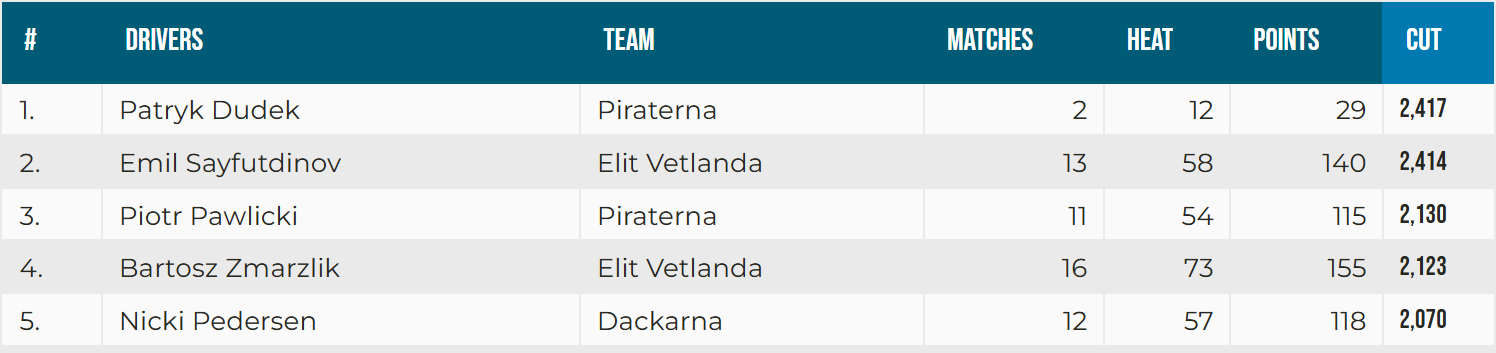 # DRIVERS TEAM MATCHES HEAT POINTS CUT
1. Patryk Dudek Piraterna 2 12 29 2,417
2. Emil Sayfutdinov Elit Vetlanda 13 58 140 2,414
3. Piotr Pawlicki Piraterna 11 54 115 2,130
4. Bartosz Zmarzlik Elit Vetlanda 16 73 155 2,123
5. Nicki Pedersen Dackarna 12 57 118 2,070